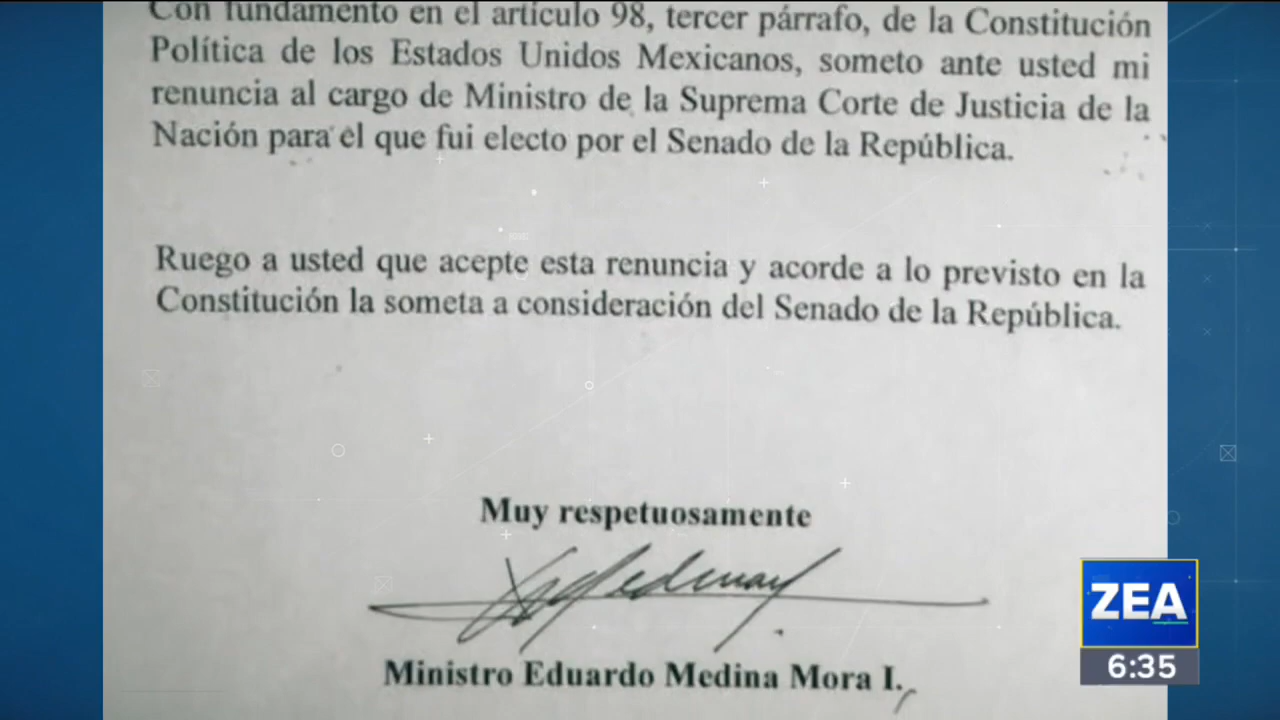 Con fundamento en el artículo 98, tercer párrafo, de la Constitución
Política de los Estados Unidos Mexicanos, someto ante usted mi
renuncia al cargo de Ministro de la Suprema Corte de Justicia de la
Nación para el que fui electo por el Senado de la República.
Ruego a usted que acepte esta renuncia y acorde a lo previsto en la
Constitución la someta a consideración del Senado de la República.
Muy respetuosamente
Ministro Eduardo Medina Mora I.
ZEA
6:35